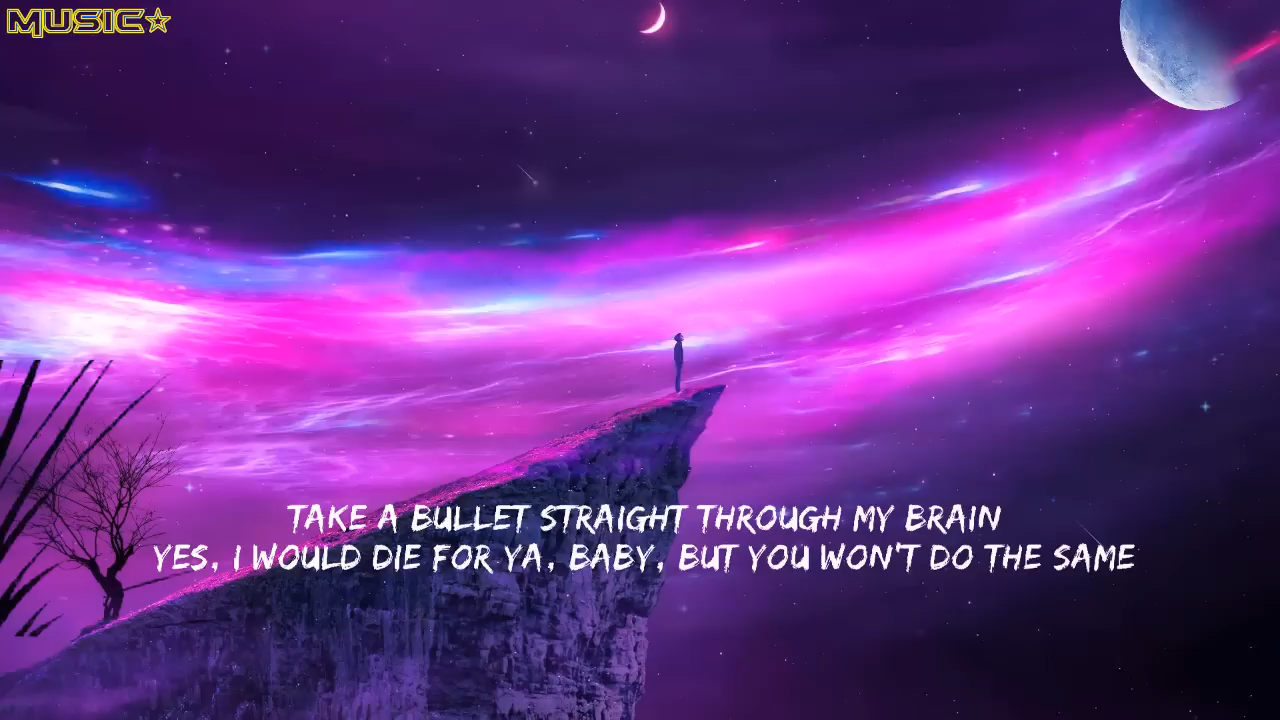 MUSIC☆
TAKE A BULLET STRAIGHT THROUGH MY BRAIN
YES, I WOULD DIE FOR YA, BABY, BUT YOU WON'T DO THE SAME